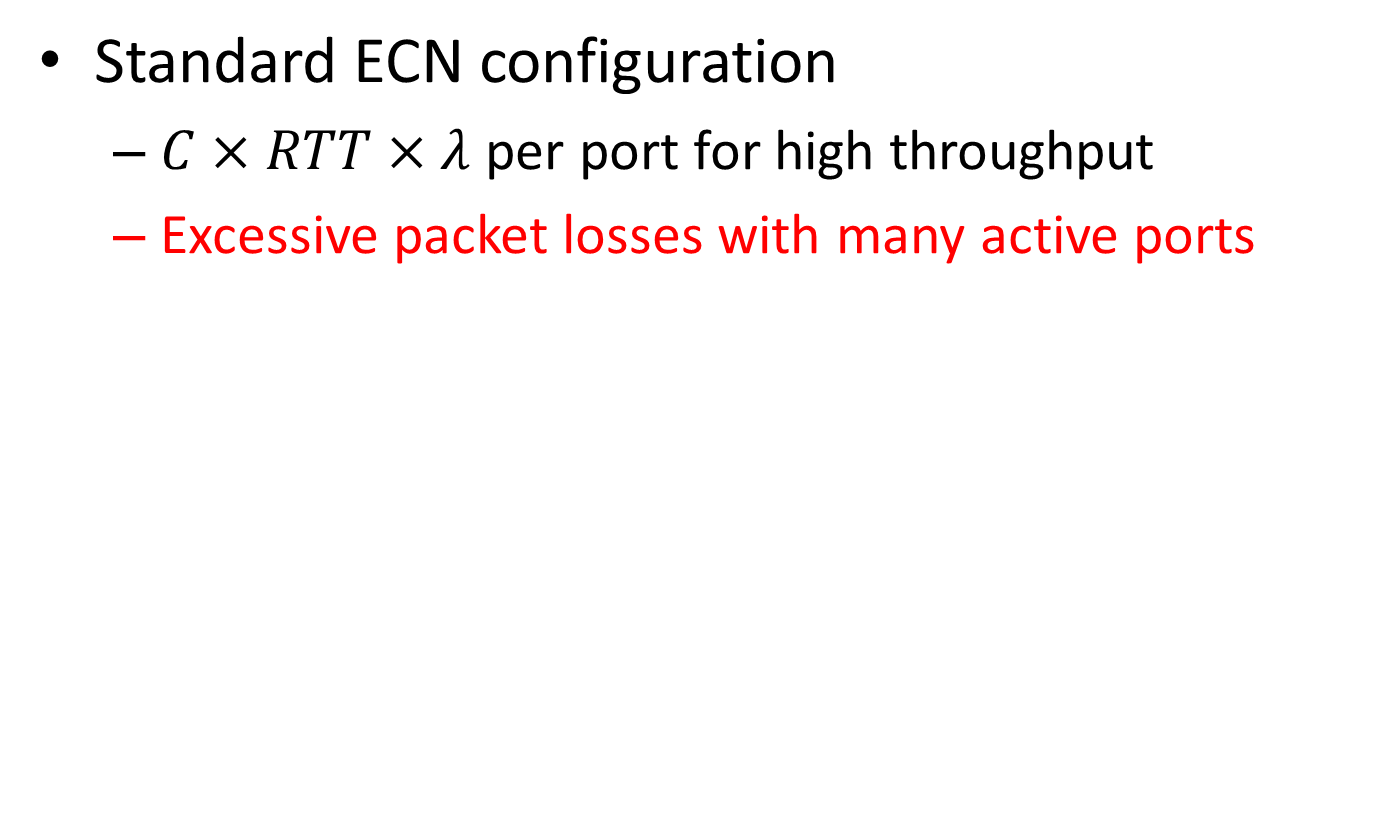 • Standard ECN configuration
– C × RTT × λ per port for high throughput
– Excessive packet losses with many active ports